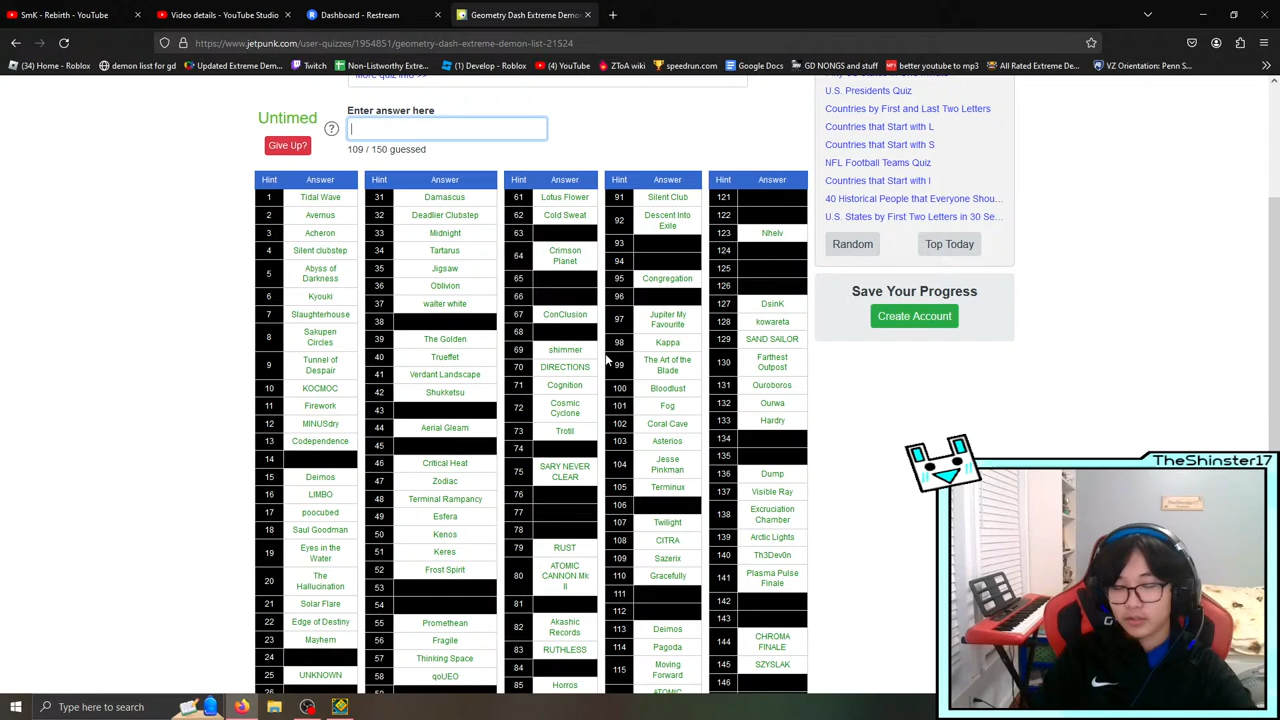 SmK - Rebirth - YouTube
Video details - YouTube Studio
Dashboard - Restream
Geometry Dash Extreme Demo
https://www.jetpunk.com/user-quizzes/1954851/geometry-dash-extreme-demon-list-21524
(34) Home - Roblox
demon lisst for gd
Updated Extreme Dem...
Twitch
Non-Listworthy Extre...
(1) Develop - Roblox
(4) YouTube
ZToA wiki
speedrun.com
Google Docs
GD NONGS and stuff
better youtube to mp3
All Rated Extreme De...
VZ Orientation: Penn S...
More quiz info >>
Untimed
Give Up?
?
Enter answer here
109 / 150 guessed
Hint Answer
1 Tidal Wave
2 Avernus
3 Acheron
4 Silent clubstep
5 Abyss of
Darkness
6 Kyouki
7 Slaughterhouse
8 Sakupen
Circles
9 Tunnel of
Despair
10 KOCMOC
11 Firework
12 MINUSdry
13 Codependence
14
15 Deimos
16 LIMBO
17 poocubed
18 Saul Goodman
19 Eyes in the
Water
20 The
Hallucination
21 Solar Flare
22 Edge of Destiny
23 Mayhem
24
25 UNKNOWN
26
Hint Answer
31 Damascus
32 Deadlier Clubstep
33 Midnight
34 Tartarus
35 Jigsaw
36 Oblivion
37 walter white
38
39 The Golden
40 Trueffet
41 Verdant Landscape
42 Shukketsu
43
44 Aerial Gleam
45
46 Critical Heat
47 Zodiac
48 Terminal Rampancy
49 Esfera
50 Kenos
51 Keres
52 Frost Spirit
53
54
55 Promethean
56 Fragile
57 Thinking Space
58 qoUEO
Hint Answer
61 Lotus Flower
62 Cold Sweat
63
64 Crimson
Planet
65
66
67 ConClusion
68
69 shimmer
70 DIRECTIONS
71 Cognition
72 Cosmic
Cyclone
73 Trotil
74
75 SARY NEVER
CLEAR
76
77
78
79 RUST
80 ATOMIC
CANNON Mk
II
81
82 Akashic
Records
83 RUTHLESS
84
85 Horros
Hint Answer
91 Silent Club
92 Descent Into
Exile
93
94
95 Congregation
96
97 Jupiter My
Favourite
98 Kappa
99 The Art of the
Blade
100 Bloodlust
101 Fog
102 Coral Cave
103 Asterios
104 Jesse
Pinkman
105 Terminux
106
107 Twilight
108 CITRA
109 Sazerix
110 Gracefully
111
112
113 Deimos
114 Pagoda
115 Moving
Forward
ATOMIC
Hint Answer
121
122
123 Nhelv
124
125
126
127 DsinK
128 kowareta
129 SAND SAILOR
130 Farthest
Outpost
131 Ouroboros
132 Ourwa
133 Hardry
134
135
136 Dump
137 Visible Ray
138 Excruciation
Chamber
139 Arctic Lights
140 Th3Dev0n
141 Plasma Pulse
Finale
142
143
144 CHROMA
FINALE
145 SZYSLAK
146
U.S. Presidents Quiz
Countries by First and Last Two Letters
Countries that Start with L
Countries that Start with S
NFL Football Teams Quiz
Countries that Start with I
40 Historical People that Everyone Shou...
U.S. States by First Two Letters in 30 Se...
Random
Top Today
Save Your Progress
Create Account
TheShinster17
Type here to search